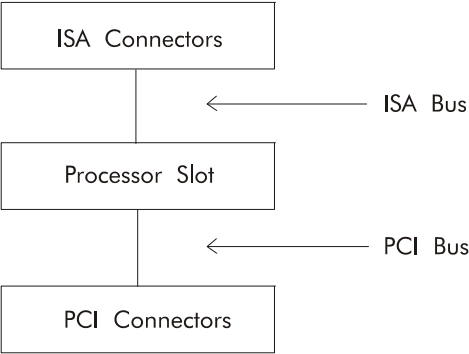 ISA Connectors
ISA Bus
Processor Slot
PCI Bus
PCI Connectors